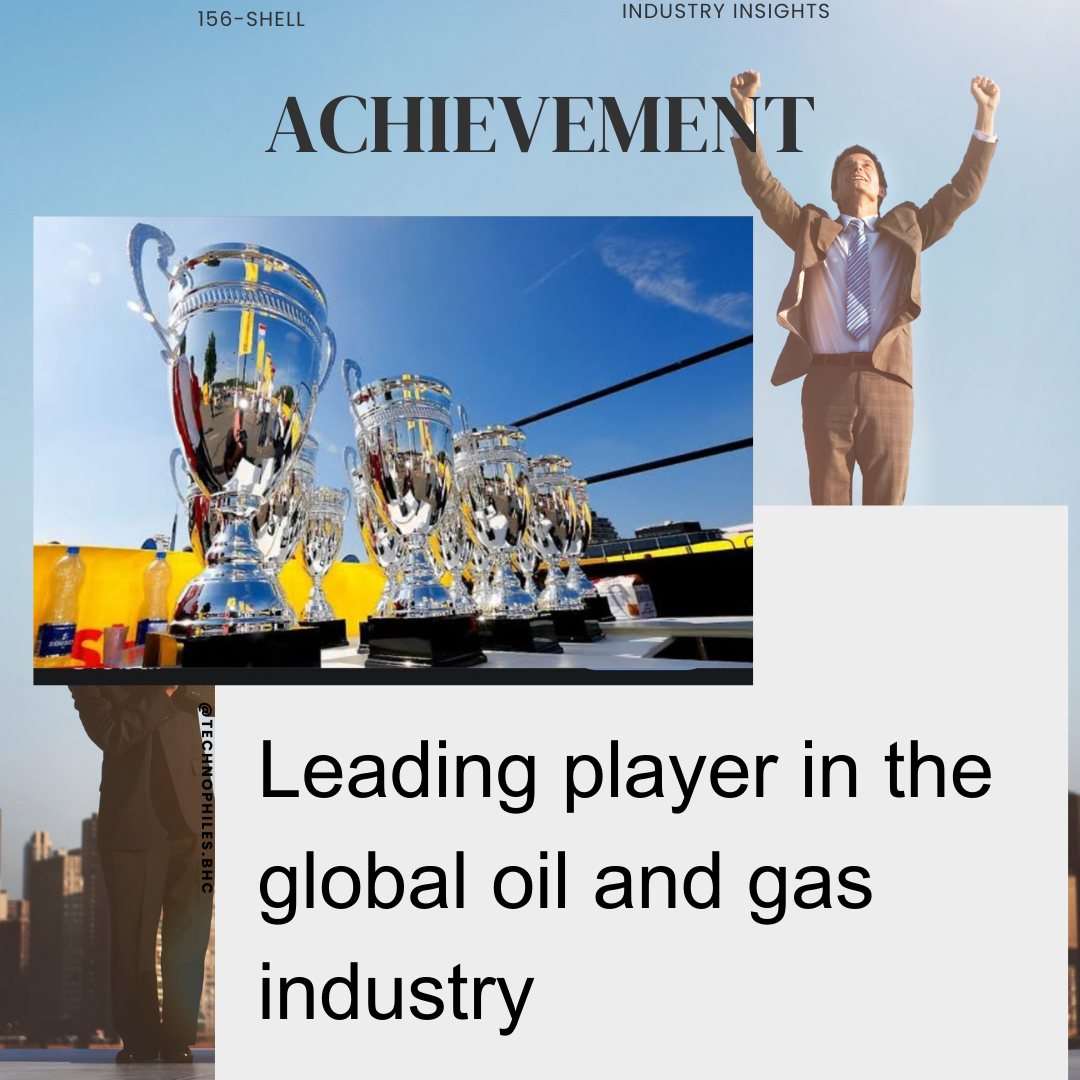 156-SHELL
INDUSTRY INSIGHTS
ACHIEVEMENT
@TECHNOPHILES.BHC
Leading player in the
global oil and gas
industry